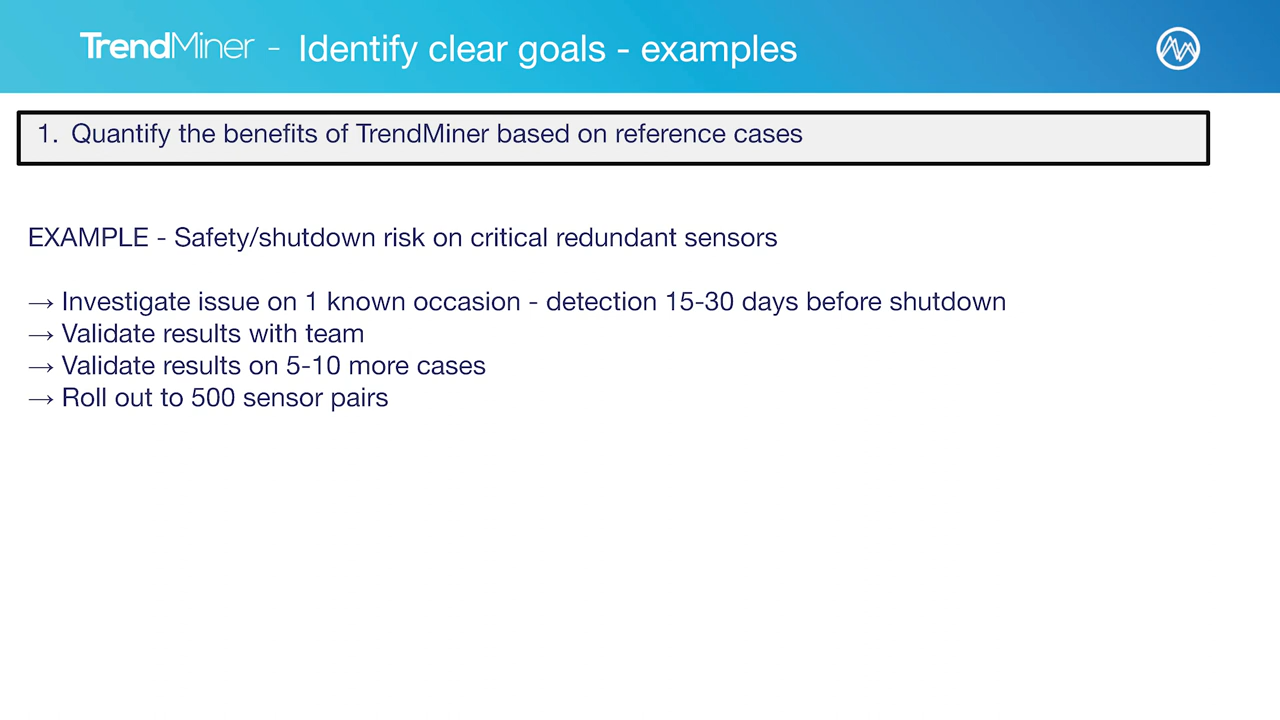 TrendMiner - Identify clear goals - examples
1. Quantify the benefits of TrendMiner based on reference cases
EXAMPLE - Safety/shutdown risk on critical redundant sensors
→ Investigate issue on 1 known occasion - detection 15-30 days before shutdown
→ Validate results with team
→ Validate results on 5-10 more cases
→ Roll out to 500 sensor pairs